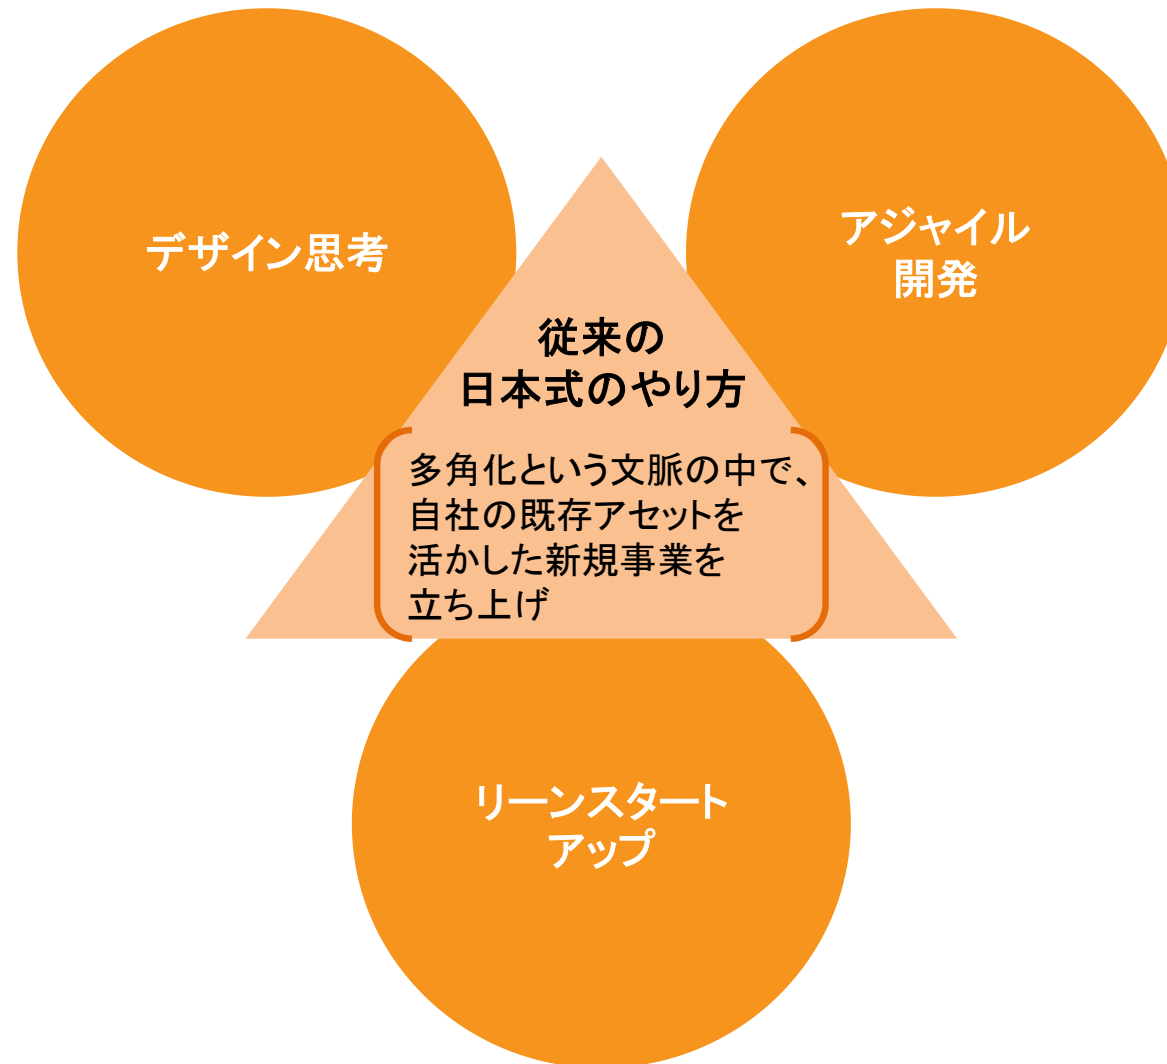 デザイン思考
アジャイル
開発
従来の
日本式のやり方
多角化という文脈の中で、
自社の既存アセットを
活かした新規事業を
立ち上げ
リーンスタート
アップ